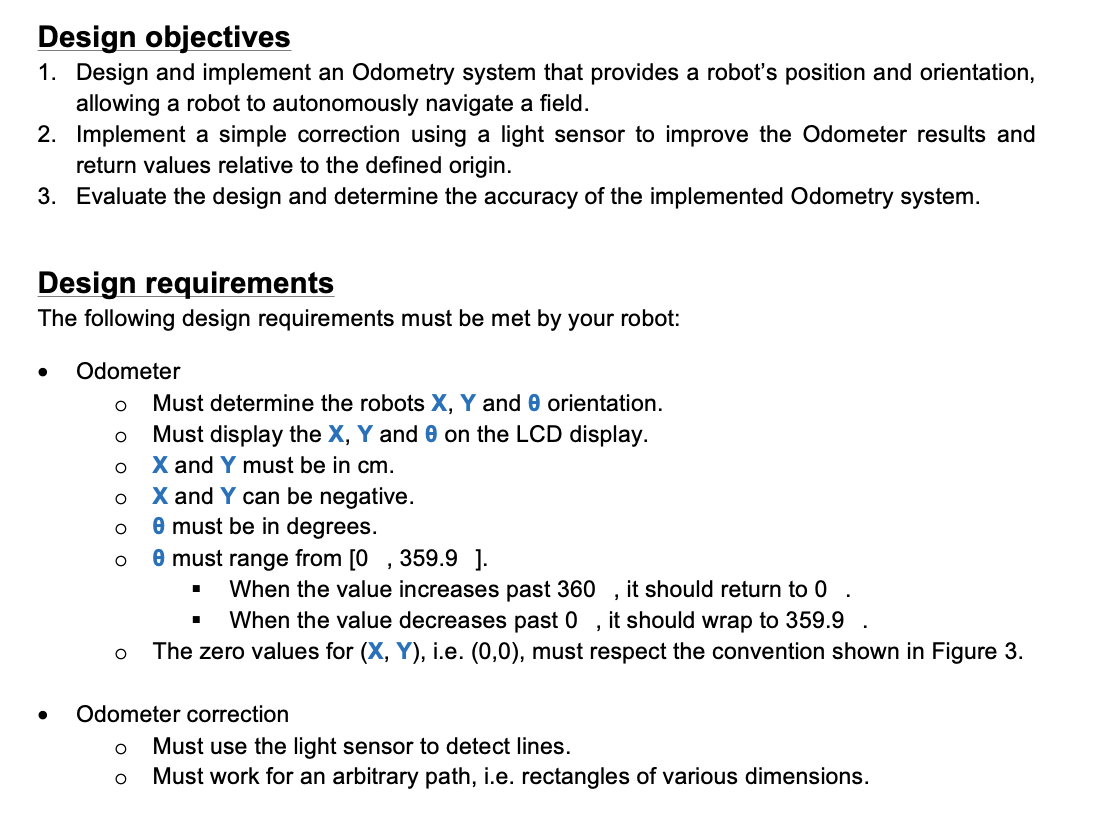 Design objectives
1. Design and implement an Odometry system that provides a robot's position and orientation,
allowing a robot to autonomously navigate a field.
2. Implement a simple correction using a light sensor to improve the Odometer results and
return values relative to the defined origin.
3. Evaluate the design and determine the accuracy of the implemented Odometry system.
Design requirements
The following design requirements must be met by your robot:
• Odometer
o Must determine the robots X, Y and θ orientation.
o Must display the X, Y and θ on the LCD display.
o X and Y must be in cm.
o X and Y can be negative.
o θ must be in degrees.
o θ must range from [0 , 359.9 ].
▪ When the value increases past 360 , it should return to 0 .
▪ When the value decreases past 0 , it should wrap to 359.9 .
o The zero values for (X, Y), i.e. (0,0), must respect the convention shown in Figure 3.
• Odometer correction
o Must use the light sensor to detect lines.
o Must work for an arbitrary path, i.e. rectangles of various dimensions.